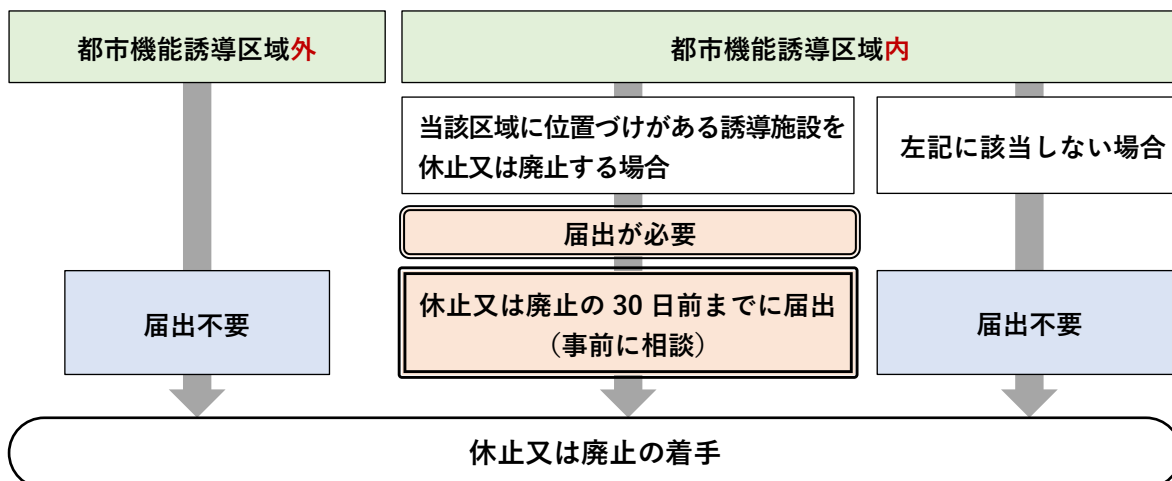 都市機能誘導区域外
都市機能誘導区域内
当該区域に位置づけがある誘導施設を
休止又は廃止する場合
左記に該当しない場合
届出が必要
届出不要
休止又は廃止の 30 日前までに届出
（事前に相談）
届出不要
休止又は廃止の着手